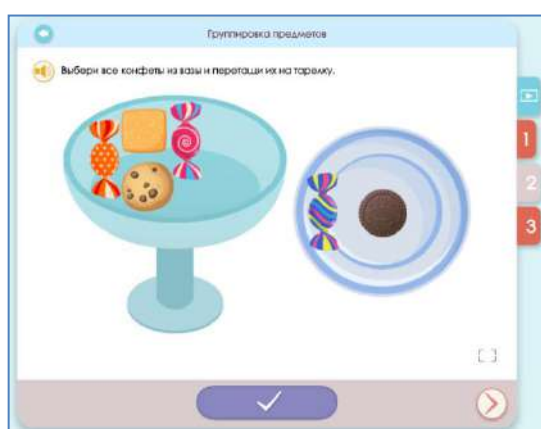 Группировка предметов
Выбери все конфеты из вазы и перетащи их на тарелку.
1
2
3